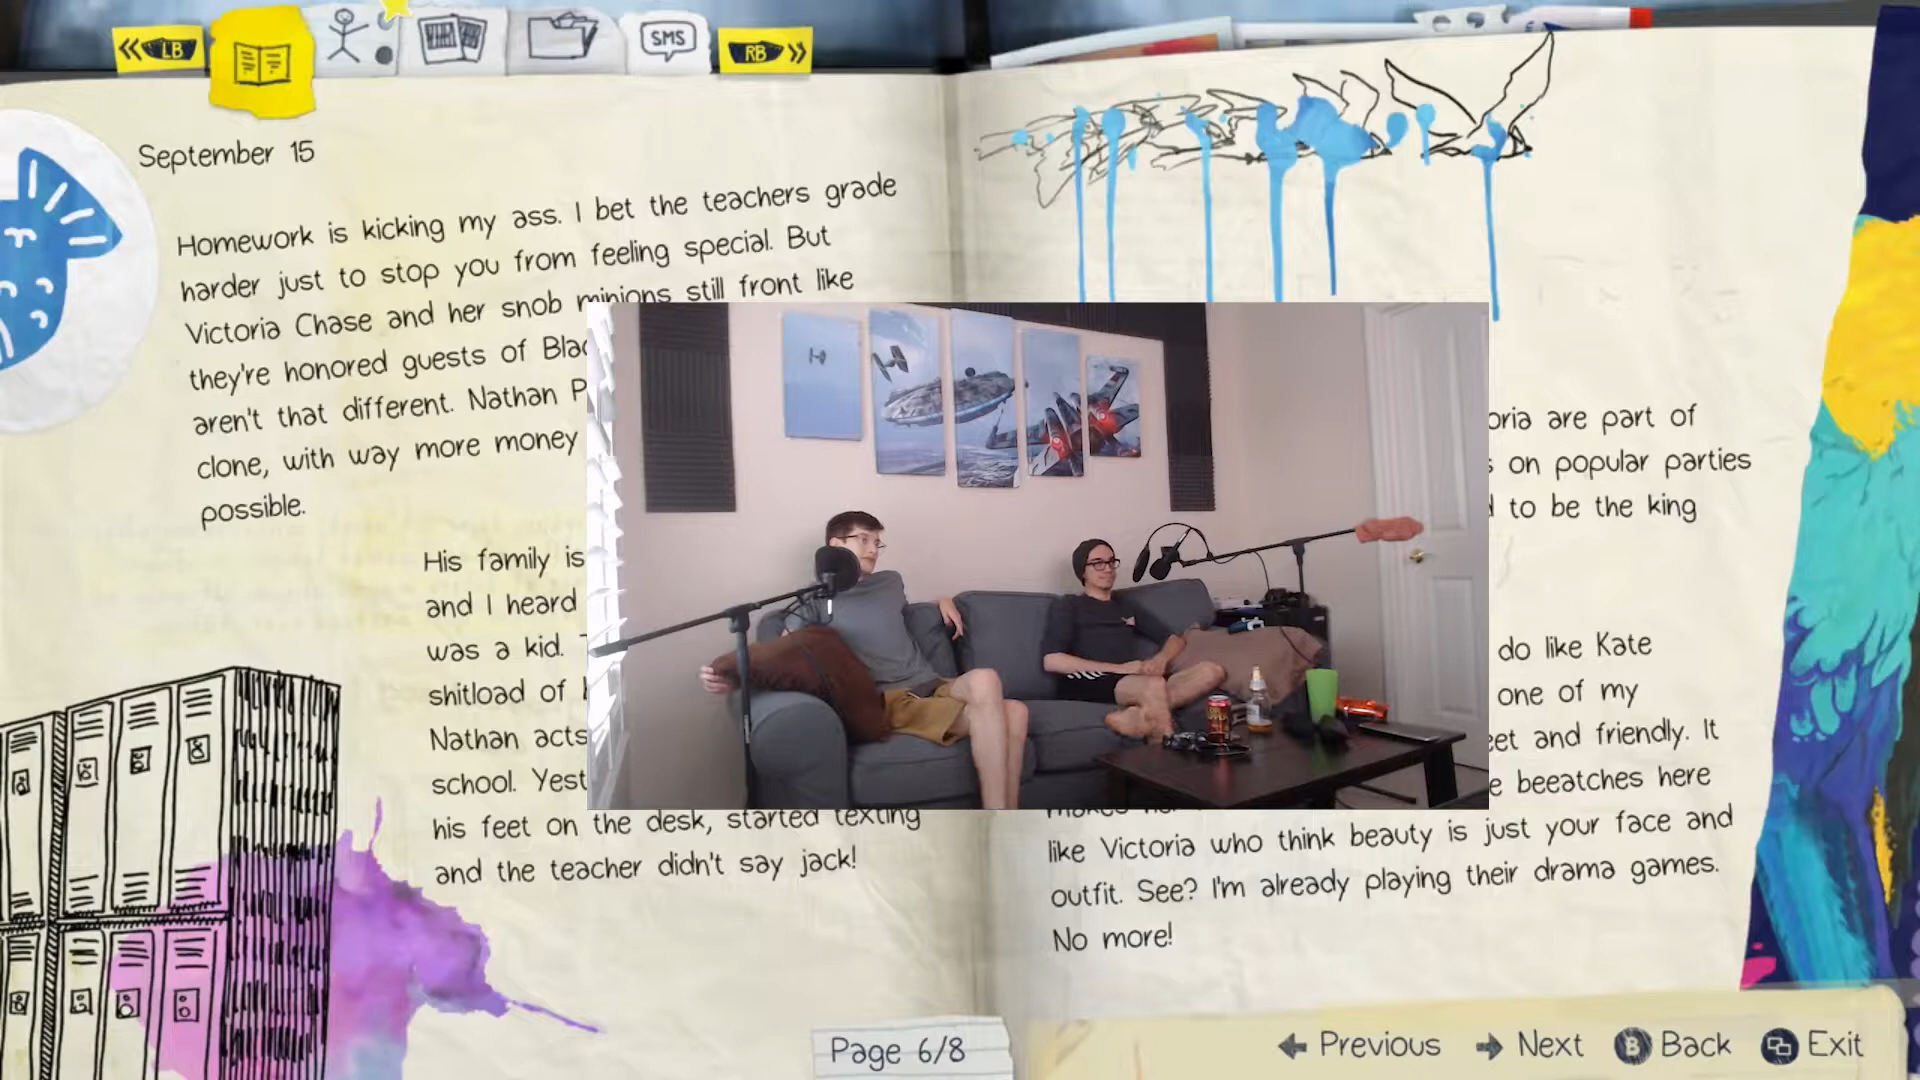 LB
SMS
RB
September 15
Homework is kicking my ass. I bet the teachers grade
harder just to stop you from feeling special. But
Victoria Chase and her snob minions still front like
they're honored guests of
aren't that different. Nathan
clone, with way more money
possible.
His family is
and I heard
was a kid.
shitload of
Nathan acts
school.
his feet on the desk, started texting
and the teacher didn't say jack!
are part of
on popular parties
to be the king
do like Kate
one of my
and friendly. It
beeatches here
like Victoria who think beauty is just your face and
outfit. See? I'm already playing their drama games.
No more!
Page 6/8
Previous
Next
B Back
Exit